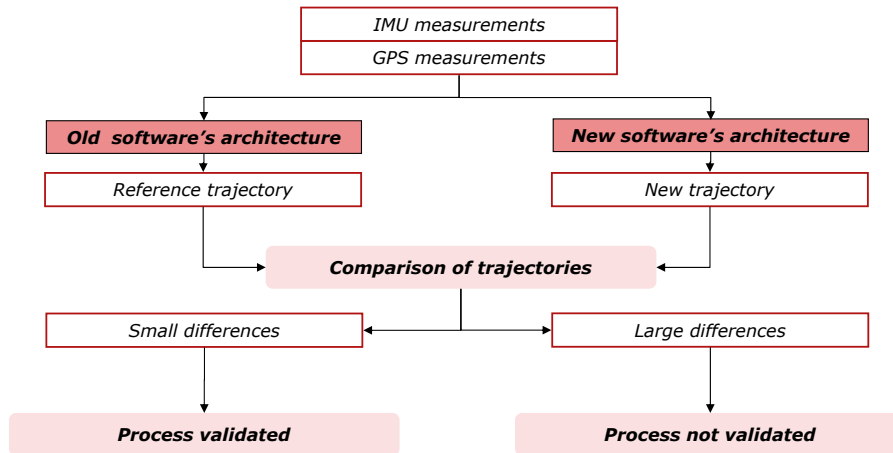 IMU measurements
GPS measurements
Old software's architecture
New software's architecture
Reference trajectory
New trajectory
Comparison of trajectories
Small differences
Large differences
Process validated
Process not validated